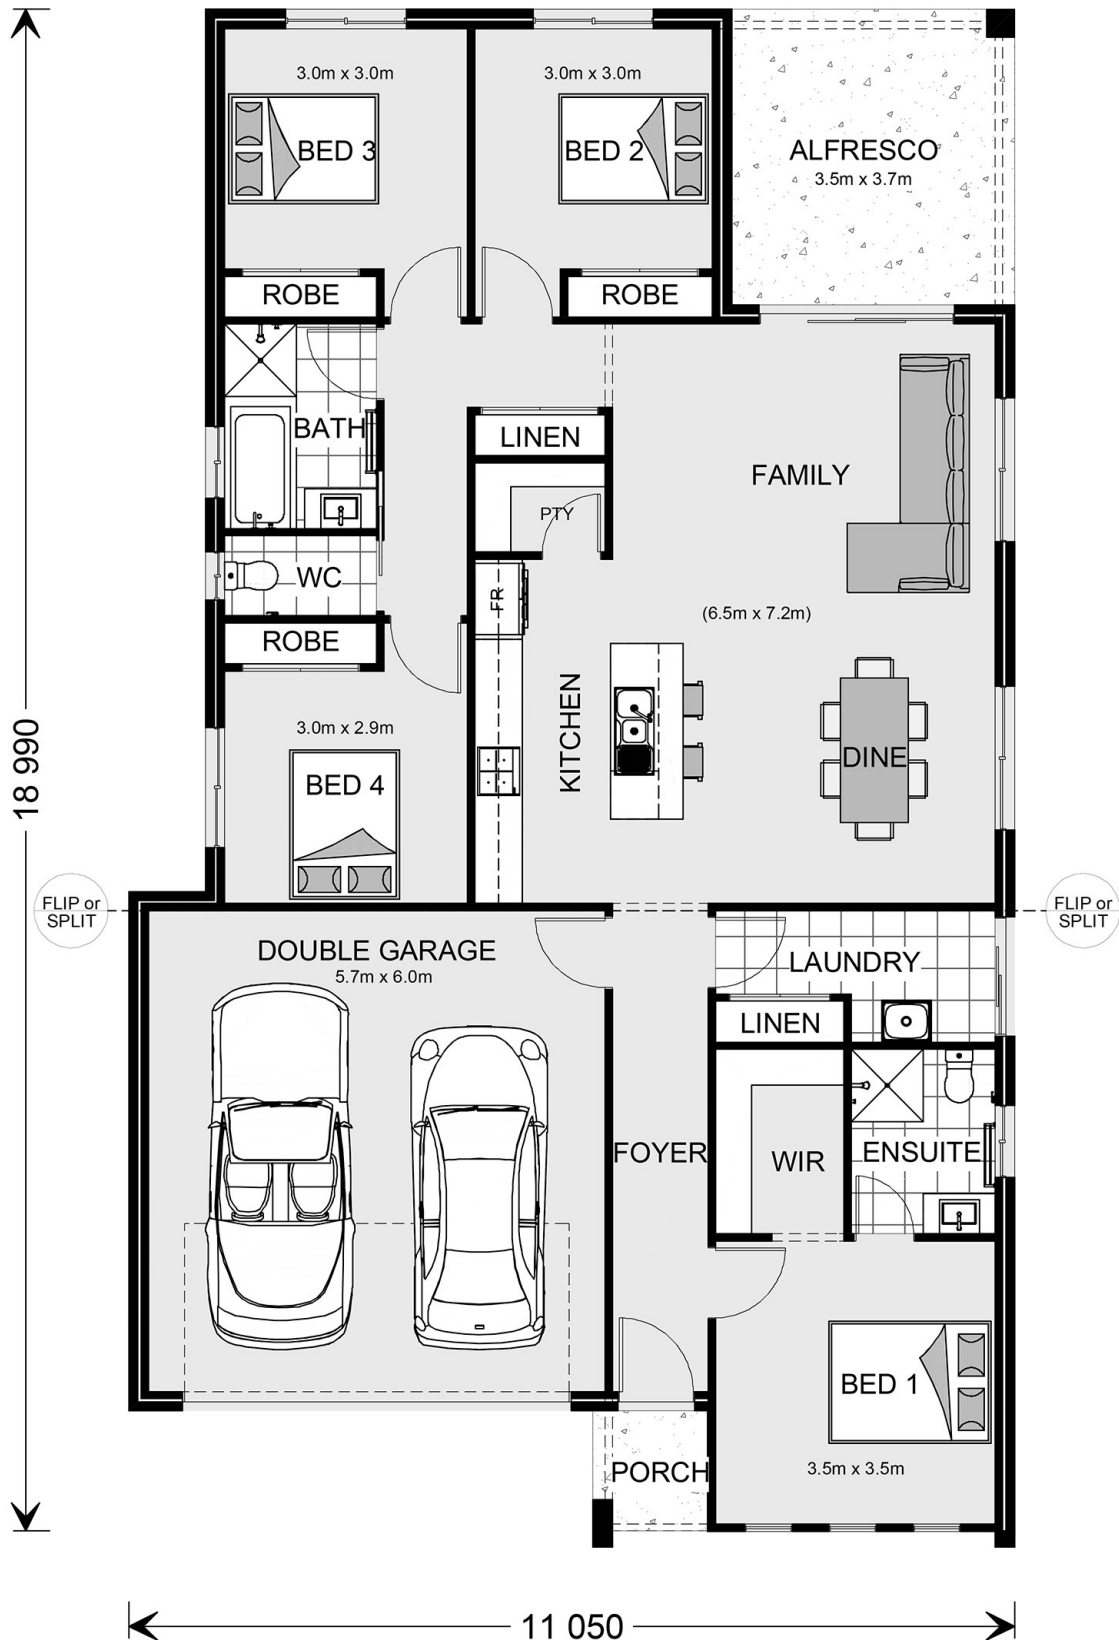 3.0m x 3.0m
BED 3
3.0m x 3.0m
BED 2
ALFRESCO
3.5m x 3.7m
ROBE
ROBE
BATH
LINEN
FAMILY
PTY
WC
FR
(6.5m x 7.2m)
ROBE
KITCHEN
3.0m x 2.9m
BED 4
DINE
18 990
FLIP or
SPLIT
FLIP or
SPLIT
DOUBLE GARAGE
5.7m x 6.0m
LAUNDRY
LINEN
FOYER
WIR
ENSUITE
BED 1
3.5m x 3.5m
PORCH
11 050